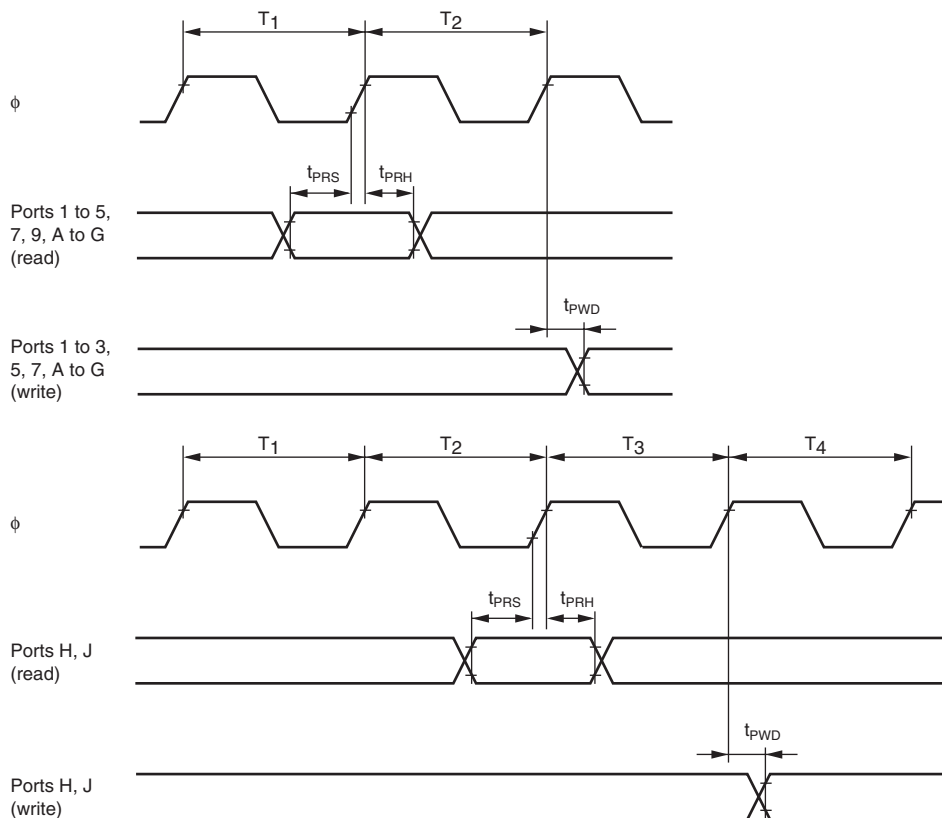 T1 T2
ϕ
tPRS tPRH
Ports 1 to 5,
7, 9, A to G
(read)
tPWD
Ports 1 to 3,
5, 7, A to G
(write)
T1 T2 T3 T4
ϕ
tPRS tPRH
Ports H, J
(read)
tPWD
Ports H, J
(write)